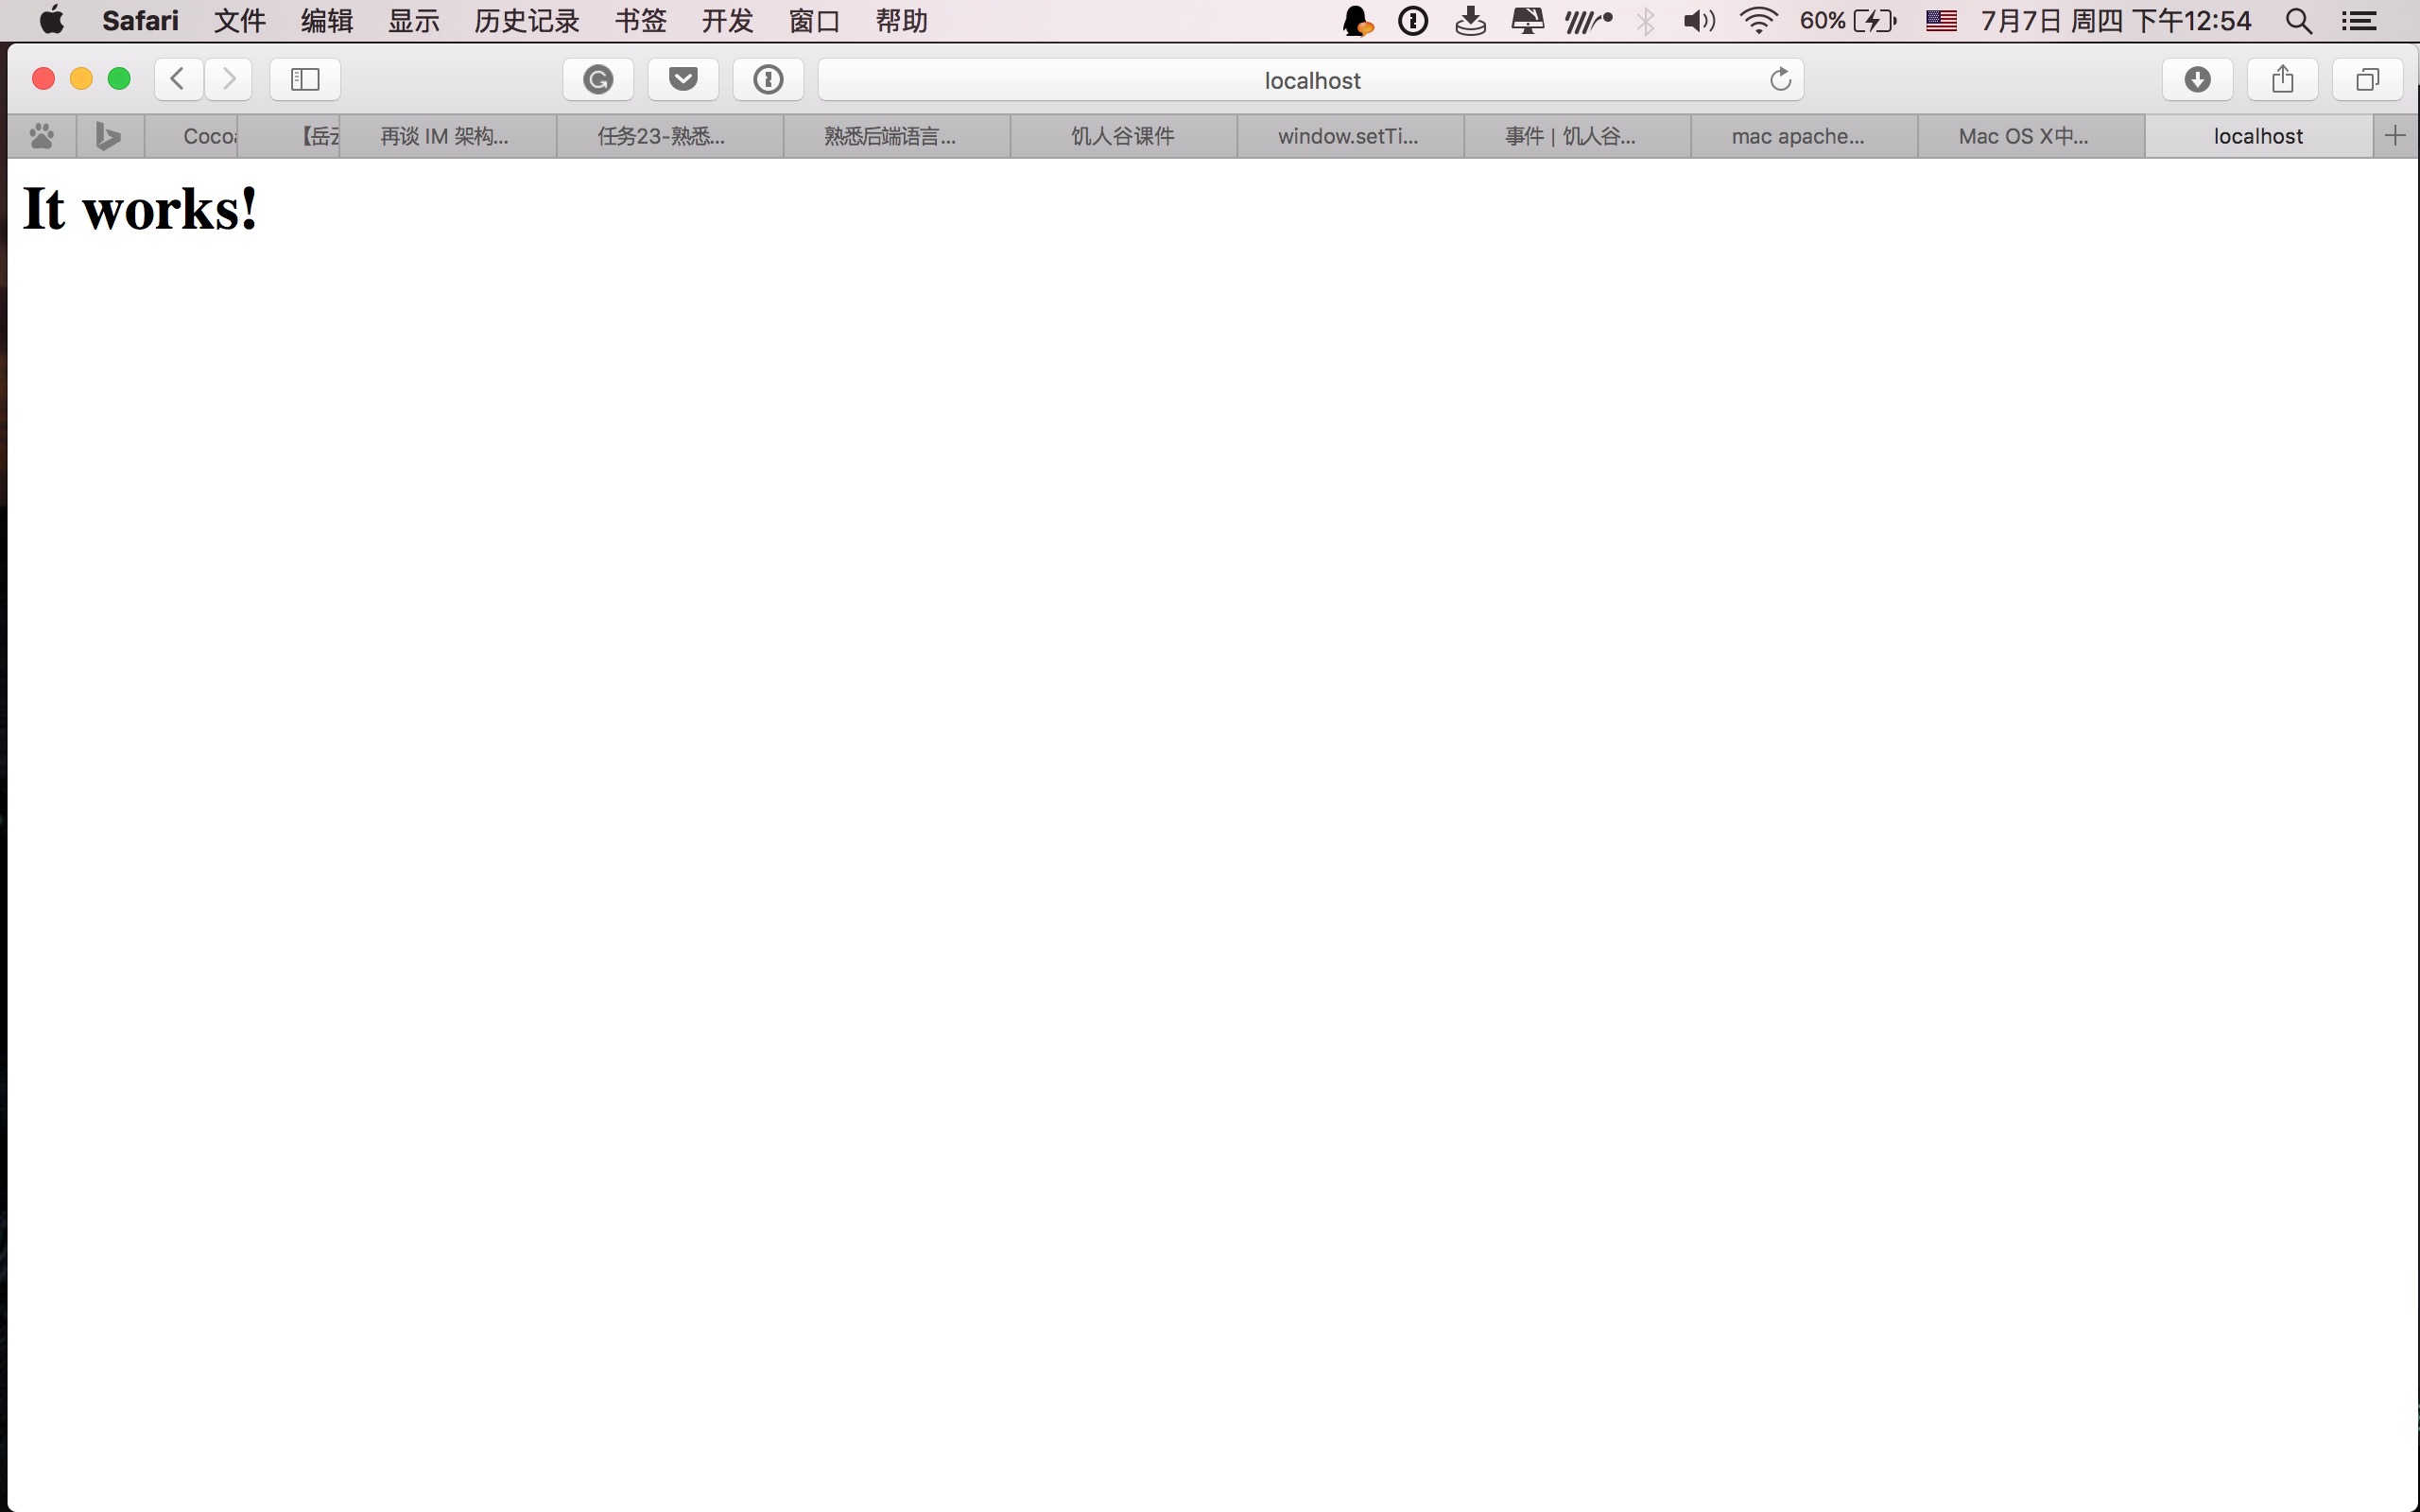 Safari 文件 编辑 显示 历史记录 书签 开发 窗口 帮助 60% 7月7日 周四 下午12:54
localhost
再谈 IM 架构... 任务23-熟悉... 熟悉后端语言... 饥人谷课件 window.setTi... 事件 | 饥人谷... mac apache... Mac OS X中... localhost
It works!